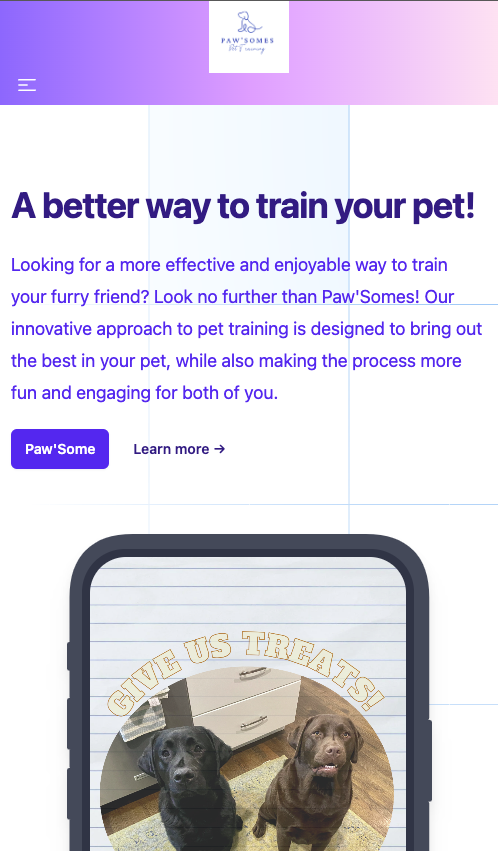 PAW'SOMES
Pet Training
A better way to train your pet!
Looking for a more effective and enjoyable way to train
your furry friend? Look no further than Paw'Somes! Our
innovative approach to pet training is designed to bring out
the best in your pet, while also making the process more
fun and engaging for both of you.
Paw'Some
Learn more →
GIVE US TREATS!